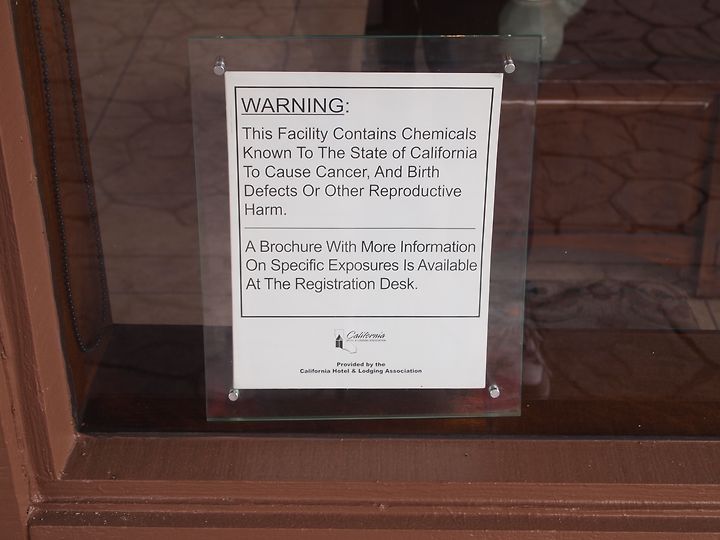 WARNING:
This Facility Contains Chemicals
Known To The State of California
To Cause Cancer, And Birth
Defects Or Other Reproductive
Harm.
A Brochure With More Information
On Specific Exposures Is Available
At The Registration Desk.
California
Provided by the
California Hotel & Lodging Association